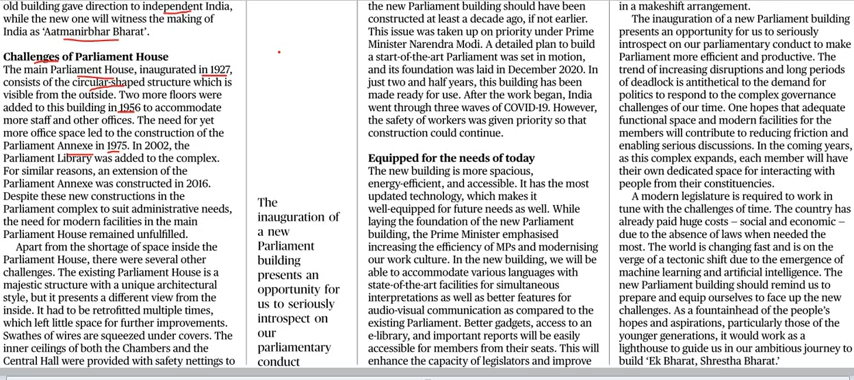 old building gave direction to independent India,
while the new one will witness the making of
India as ‘Aatmanirbhar Bharat’.
Challenges of Parliament House
The main Parliament House, inaugurated in 1927,
consists of the circular-shaped structure which is
visible from the outside. Two more floors were
added to this building in 1956 to accommodate
more staff and other offices. The need for yet
more office space led to the construction of the
Parliament Annexe in 1975. In 2002, the
Parliament Library was added to the complex.
For similar reasons, an extension of the
Parliament Annexe was constructed in 2016.
Despite these new constructions in the
Parliament complex to suit administrative needs,
the need for modern facilities in the main
Parliament House remained unfulfilled.
Apart from the shortage of space inside the
Parliament House, there were several other
challenges. The existing Parliament House is a
majestic structure with a unique architectural
style, but it presents a different view from the
inside. It had to be retrofitted multiple times,
which left little space for further improvements.
Swathes of wires are squeezed under covers. The
inner ceilings of both the Chambers and the
Central Hall were provided with safety nettings to
The
inauguration of
a new
Parliament
building
presents an
opportunity for
us to seriously
introspect on
our
parliamentary
conduct
the new Parliament building should have been
constructed at least a decade ago, if not earlier.
This issue was taken up on priority under Prime
Minister Narendra Modi. A detailed plan to build
a start-of-the-art Parliament was set in motion,
and its foundation was laid in December 2020. In
just two and half years, this building has been
made ready for use. After the work began, India
went through three waves of COVID-19. However,
the safety of workers was given priority so that
construction could continue.
Equipped for the needs of today
The new building is more spacious,
energy-efficient, and accessible. It has the most
updated technology, which makes it
well-equipped for future needs as well. While
laying the foundation of the new Parliament
building, the Prime Minister emphasised
increasing the efficiency of MPs and modernising
our work culture. In the new building, we will be
able to accommodate various languages with
state-of-the-art facilities for simultaneous
interpretations as well as better features for
audio-visual communication as compared to the
existing Parliament. Better gadgets, access to an
e-library, and important reports will be easily
accessible for members from their seats. This will
enhance the capacity of legislators and improve
in a makeshift arrangement.
The inauguration of a new Parliament building
presents an opportunity for us to seriously
introspect on our parliamentary conduct to make
Parliament more efficient and productive. The
trend of increasing disruptions and long periods
of deadlock is antithetical to the demand for
politics to respond to the complex governance
challenges of our time. One hopes that adequate
functional space and modern facilities for the
members will contribute to reducing friction and
enabling serious discussions. In the coming years,
as this complex expands, each member will have
their own dedicated space for interacting with
people from their constituencies.
A modern legislature is required to work in
tune with the challenges of time. The country has
already paid huge costs – social and economic –
due to the absence of laws when needed the
most. The world is changing fast and is on the
verge of a tectonic shift due to the emergence of
machine learning and artificial intelligence. The
new Parliament building should remind us to
prepare and equip ourselves to face up the new
challenges. As a fountainhead of the people’s
hopes and aspirations, particularly those of the
younger generations, it would work as a
lighthouse to guide us in our ambitious journey to
build ‘Ek Bharat, Shrestha Bharat.’